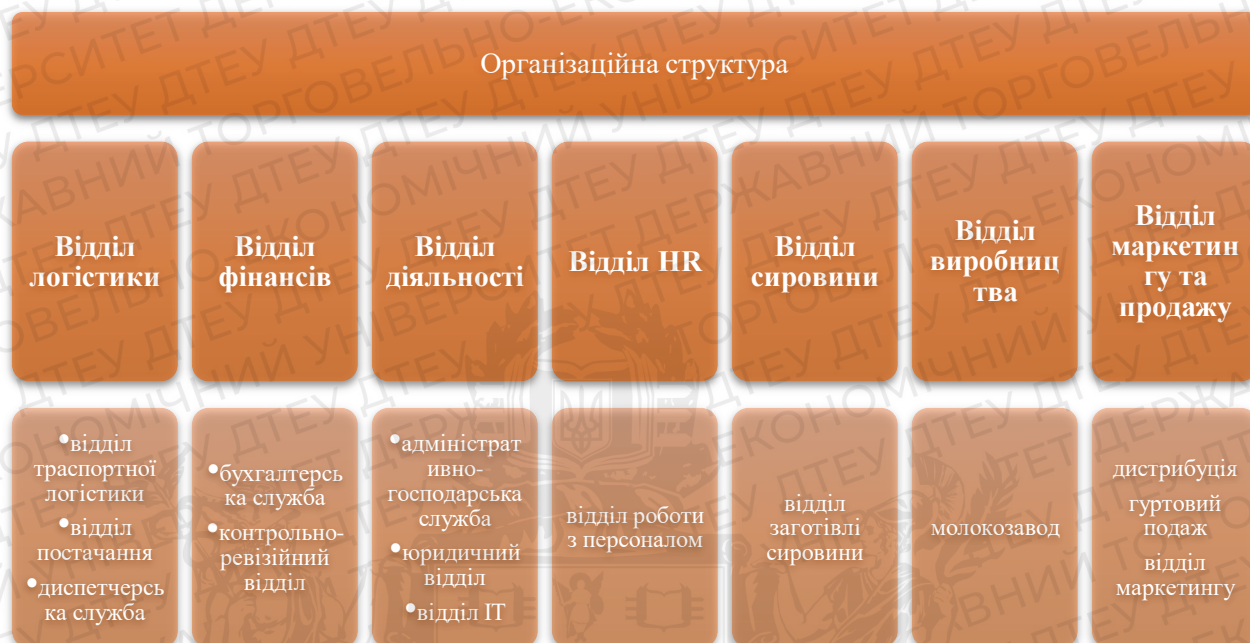 Організаційна структура
Відділ
логістики
Відділ
фінансів
Відділ
діяльності
Відділ HR
Відділ
сировини
Відділ
виробниц
тва
Відділ
маркетин
гу та
продажу
•відділ
траспортної
логістики
•відділ
постачання
•диспетчерсь
ка служба
•бухгалтерсь
ка служба
•контрольно-
ревізійний
відділ
•адміністрат
ивно-
господарська
служба
•юридичний
відділ
•відділ ІТ
відділ роботи
з персоналом
відділ
заготівлі
сировини
молокозавод
дистрибуція
гуртовий
подаж
відділ
маркетингу